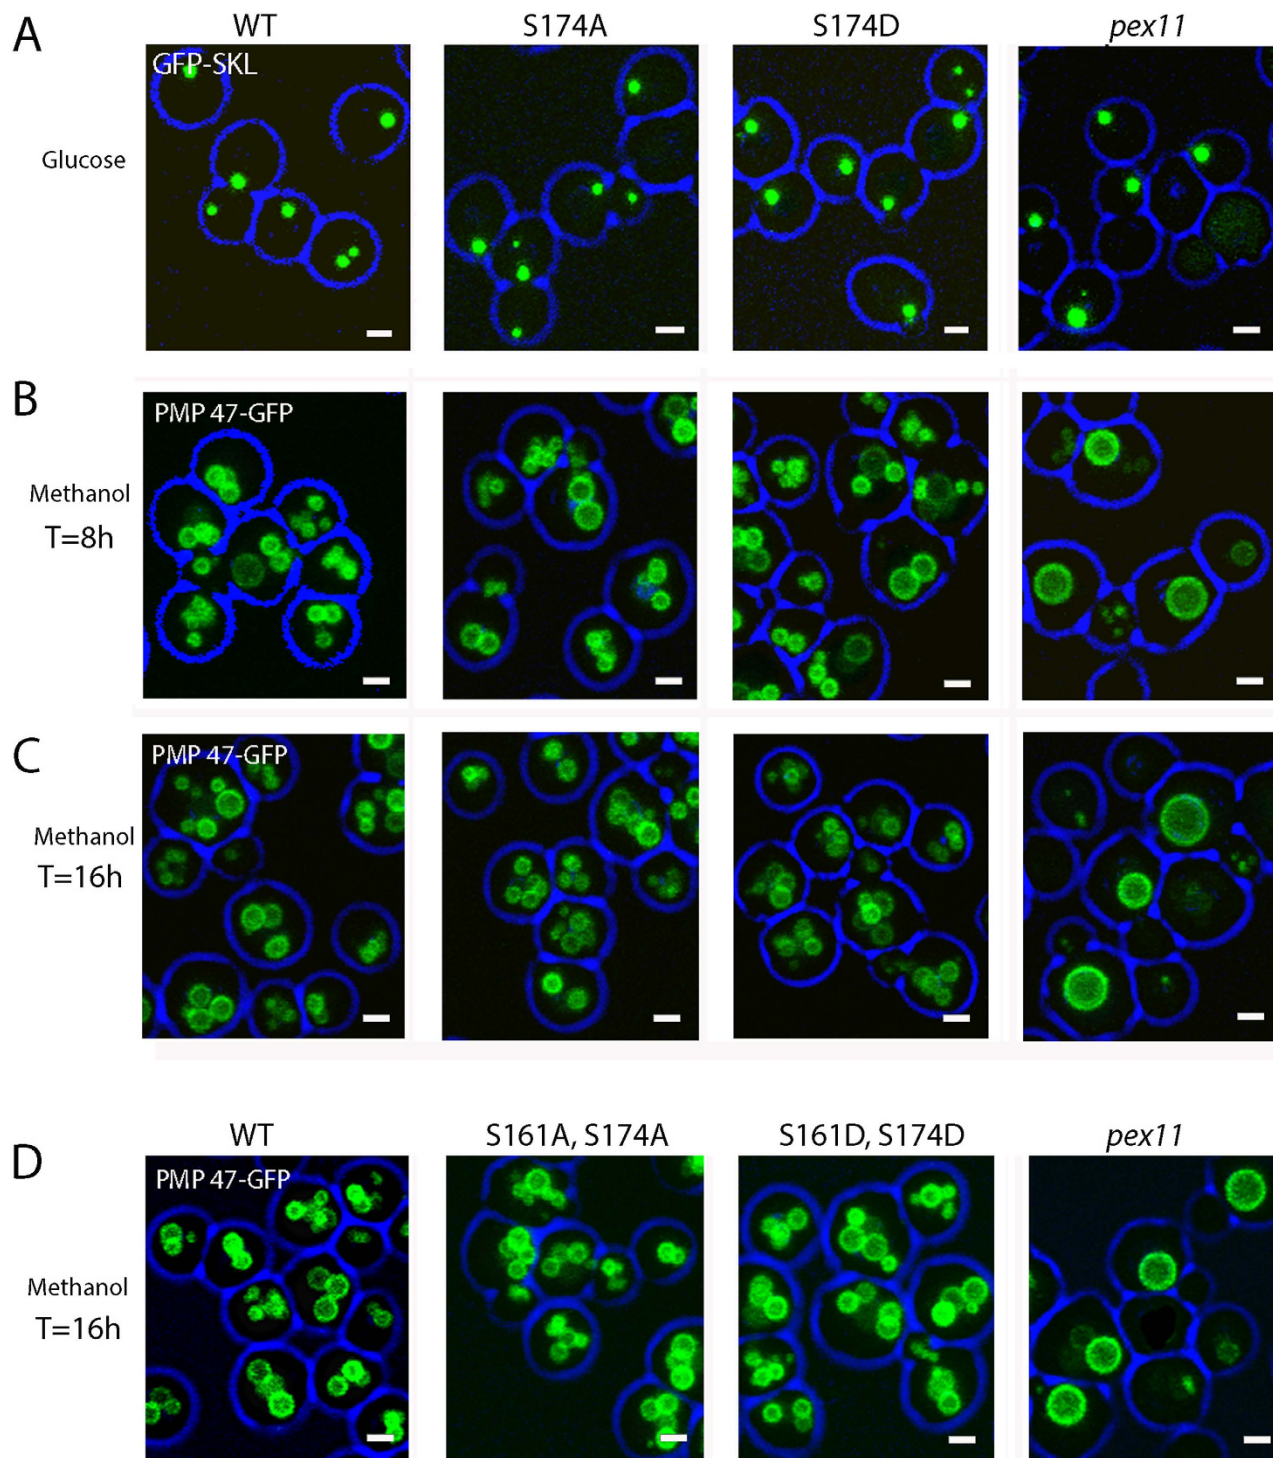 A
WT
S174A
S174D
pex11
GFP-SKL
Glucose
B
PMP 47-GFP
Methanol
T=8h
C
PMP 47-GFP
Methanol
T=16h
D
WT
S161A, S174A
S161D, S174D
pex11
PMP 47-GFP
Methanol
T=16h